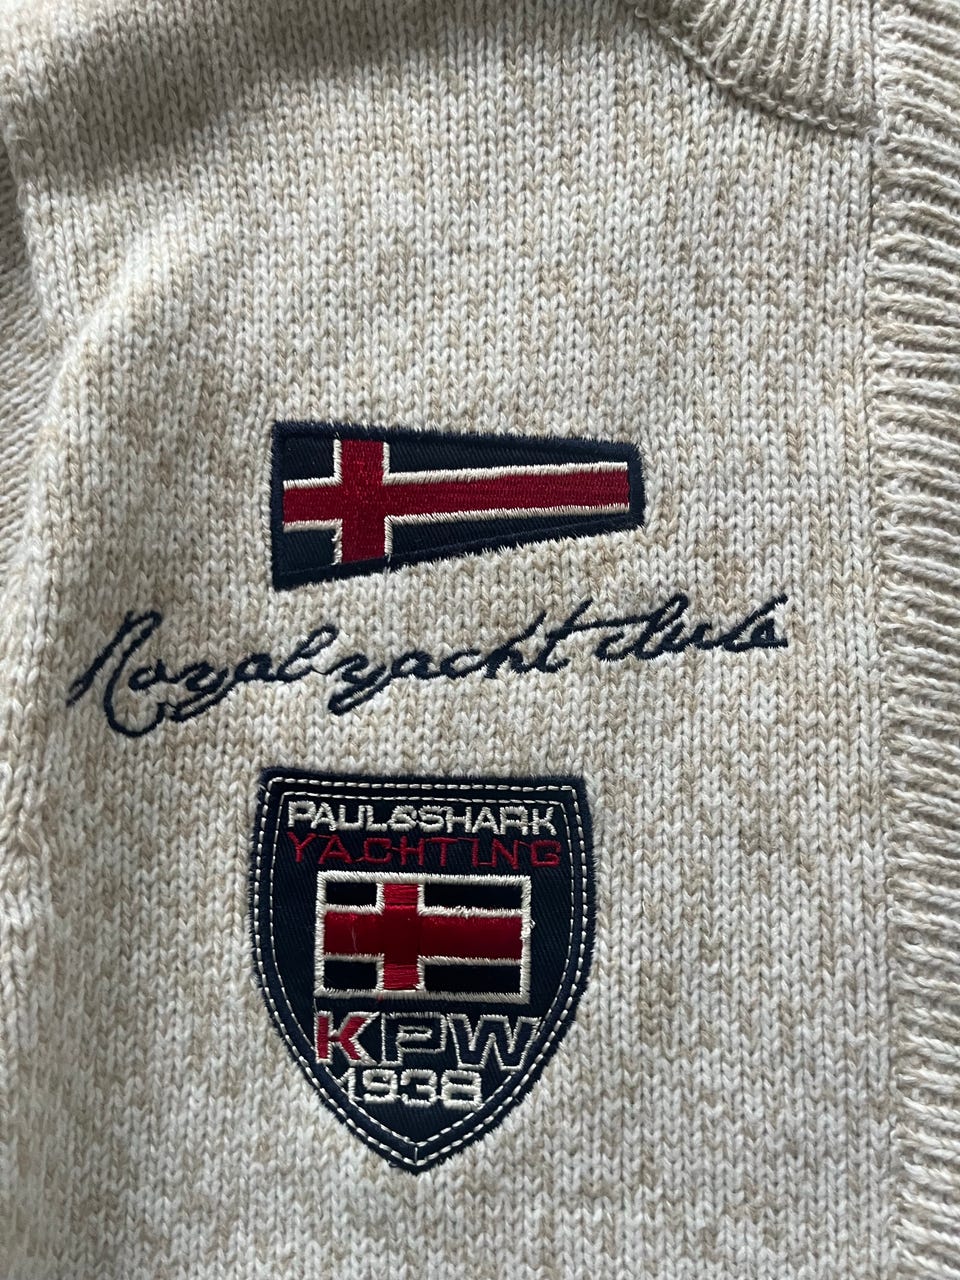 Royal yacht club
PAUL&SHARK
YACHTING
KPW
1938